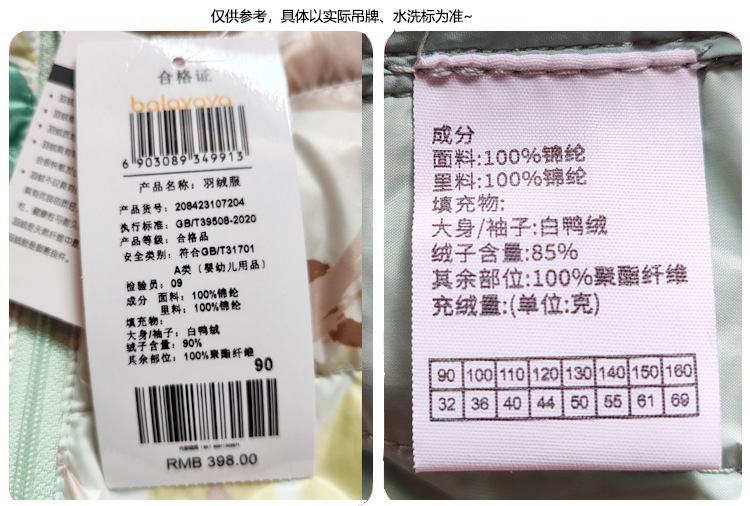 仅供参考，具体以实际吊牌、水洗标为准~
合格证
balayaya
6 903089 349913
产品名称: 羽绒服
产品货号: 208423107204
执行标准: GB/T39508-2020
产品等级: 合格品
安全类别: 符合GB/T31701
A类（婴幼儿用品）
检验员: 09
成分 面料: 100%锦纶
里料: 100%锦纶
填充物:
大身/袖子: 白鸭绒
绒子含量: 90%
其余部位: 100%聚酯纤维
90
RMB 398.00
成分
面料:100%锦纶
里料:100%锦纶
填充物:
大身/袖子:白鸭绒
绒子含量:85%
其余部位:100%聚酯纤维
充绒量:(单位:克)
90 100 110 120 130 140 150 160
32 36 40 44 50 55 61 69